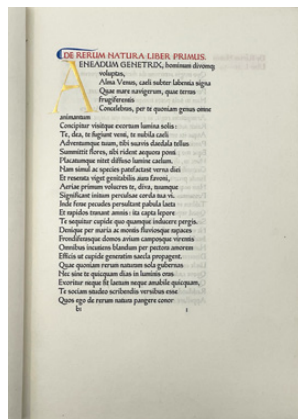 DE RERUM NATURA LIBER PRIMUS.
AENEADUM GENETRIX, hominum divomq
voluptas,
Alma Venus, caeli subter labentia signa
Quae mare navigerum, quae terras
frugiferentis
Concelebras, per te quoniam genus omne
animantum
Concipitur visitque exortum lumina solis:
Te, dea, te fugiunt venti, te nubila caeli
Adventumque tuum, tibi suavis daedala tellus
Summittit flores, tibi rident aequora ponti
Placatumque nitet diffuso lumine caelum.
Nam simul ac species patefactast verna diei
Et reserata viget genitabilis aura favoni,
Aeriae primum volucres te, diva, tuumque
Significant initum perculsae corda tua vi.
Inde ferae pecudes persultant pabula laeta
Et rapidos tranant amnis: ita capta lepore
Te sequitur cupide quo quamque inducere pergis.
Denique per maria ac montis fluviosque rapaces
Frondiferasque domos avium camposque virentis
Omnibus incutiens blandum per pectora amorem
Efficis ut cupide generatim saecla propagent.
Quae quoniam rerum naturam sola gubernas
Nec sine te quicquam dias in luminis oras
Exoritur neque fit laetum neque amabile quicquam,
Te sociam studeo scribendis versibus esse
Quos ego de rerum natura pangere conor
b1 1